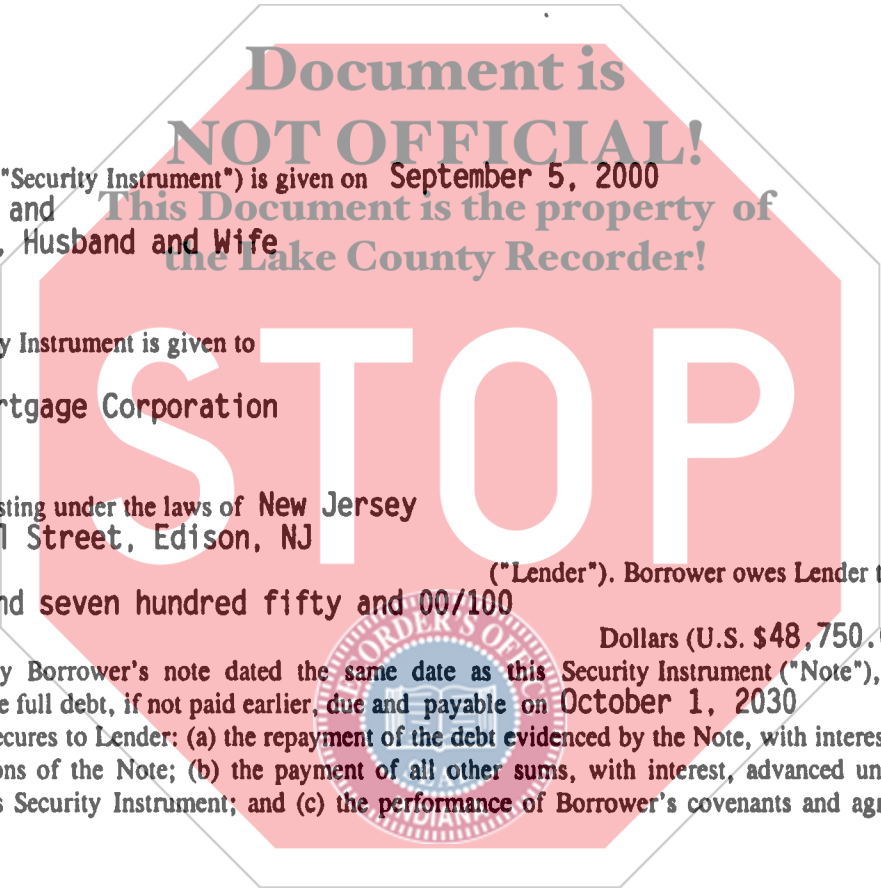 Document is
NOT OFFICIAL!
"Security Instrument") is given on September 5, 2000
and
This Document is the property of
, Husband and Wife
the Lake County Recorder!
y Instrument is given to
rtgage Corporation
STOP
sting under the laws of New Jersey
l Street, Edison, NJ
("Lender"). Borrower owes Lender t
nd seven hundred fifty and 00/100
Dollars (U.S. $48,750.
y Borrower's note dated the same date as this Security Instrument ("Note"),
e full debt, if not paid earlier, due and payable on October 1, 2030
ecures to Lender: (a) the repayment of the debt evidenced by the Note, with interes
ons of the Note; (b) the payment of all other sums, with interest, advanced un
s Security Instrument; and (c) the performance of Borrower's covenants and agr
RECORDER'S OFFIC
INDIANA